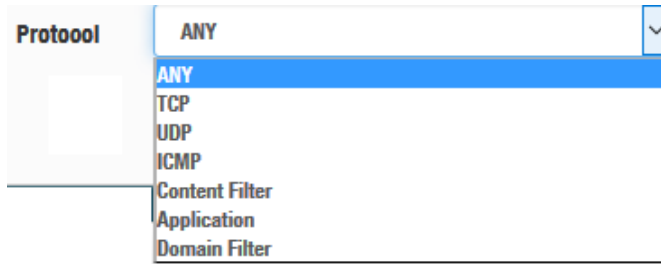 Protoool ANY
ANY
TCP
UDP
ICMP
Content Filter
Application
Domain Filter